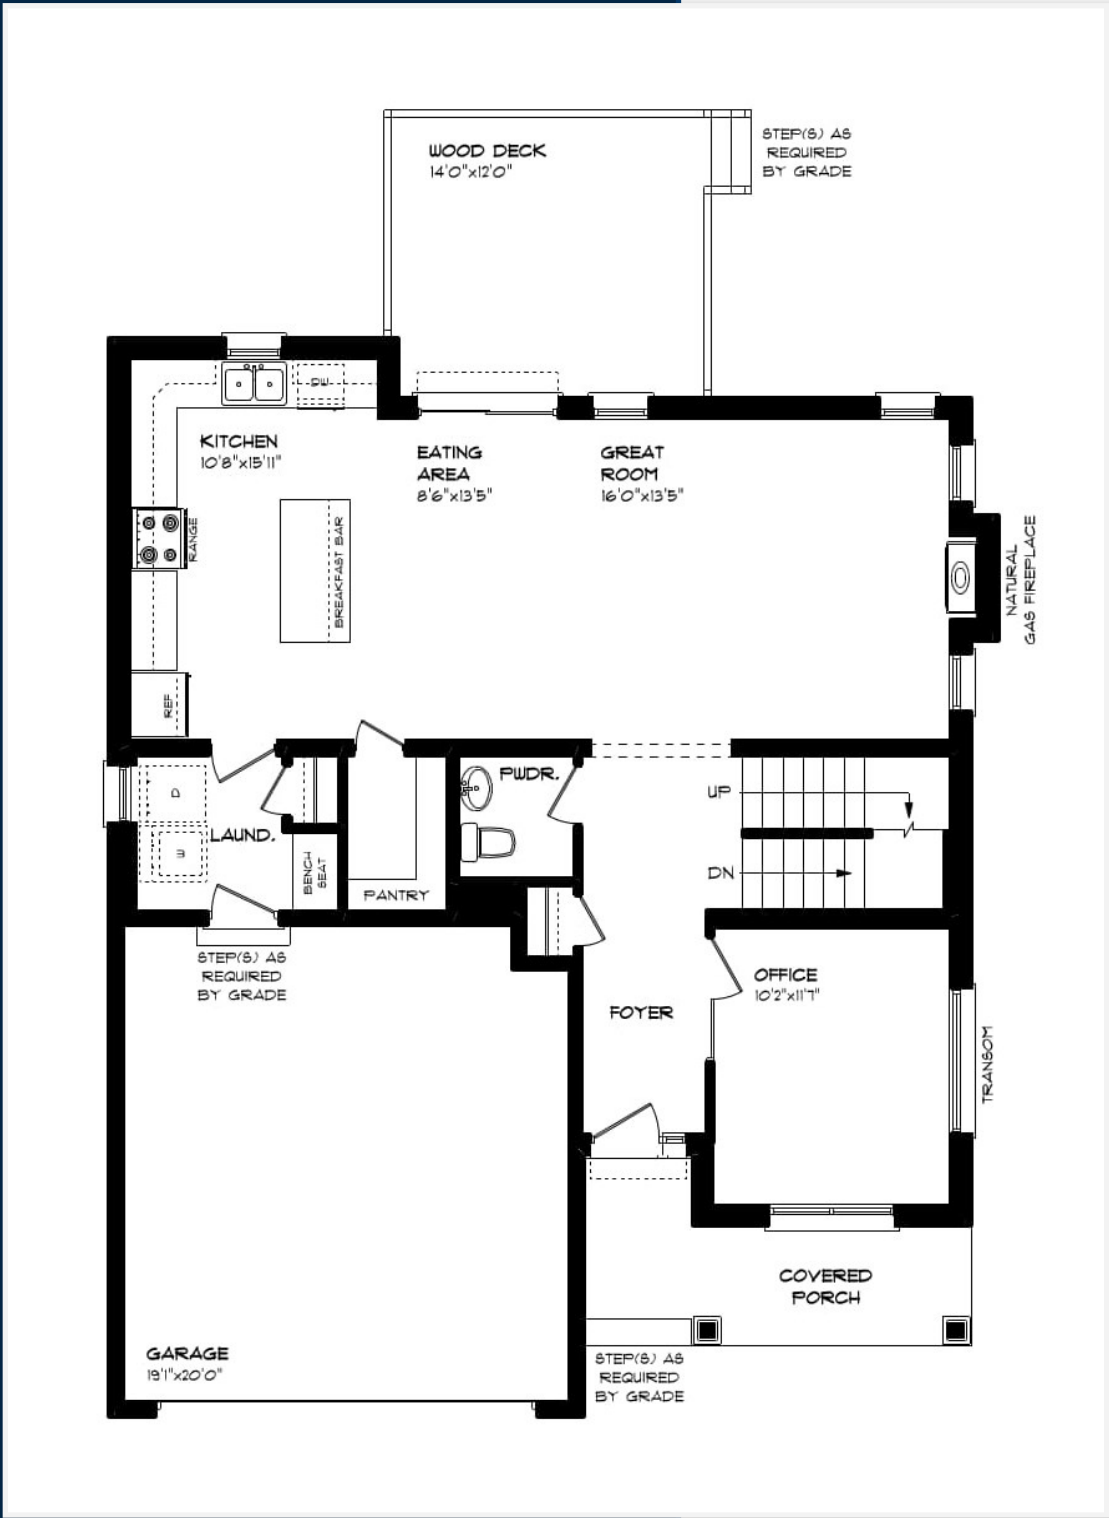 WOOD DECK
14'0"x12'0"
STEP(S) AS
REQUIRED
BY GRADE
DW
KITCHEN
10'8"x15'11"
EATING
AREA
8'6"x13'5"
GREAT
ROOM
16'0"x13'5"
RANGE
BREAKFAST BAR
NATURAL
GAS FIREPLACE
REF
D
W
LAUND.
BENCH
SEAT
PANTRY
PWDR.
UP
DN
STEP(S) AS
REQUIRED
BY GRADE
FOYER
OFFICE
10'2"x11'7"
TRANSOM
COVERED
PORCH
GARAGE
19'1"x20'0"
STEP(S) AS
REQUIRED
BY GRADE